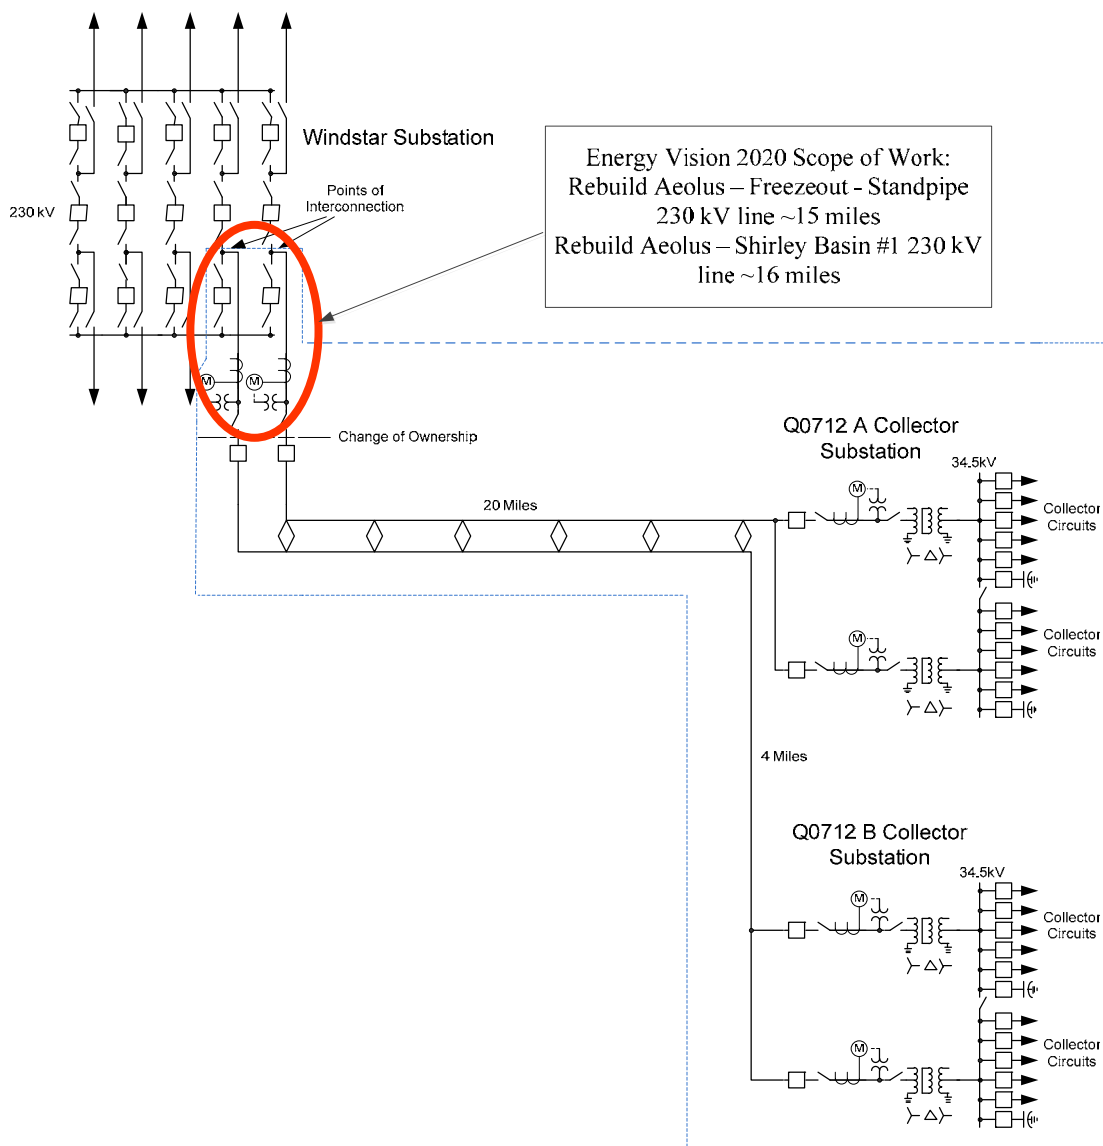 Windstar Substation
Energy Vision 2020 Scope of Work:
Rebuild Aeolus – Freezeout - Standpipe
230 kV line ~15 miles
Rebuild Aeolus – Shirley Basin #1 230 kV
line ~16 miles
Points of
Interconnection
230 kV
M
M
Change of Ownership
Q0712 A Collector
Substation
34.5kV
20 Miles
M
Collector
Circuits
M
Collector
Circuits
4 Miles
Q0712 B Collector
Substation
34.5kV
M
Collector
Circuits
M
Collector
Circuits